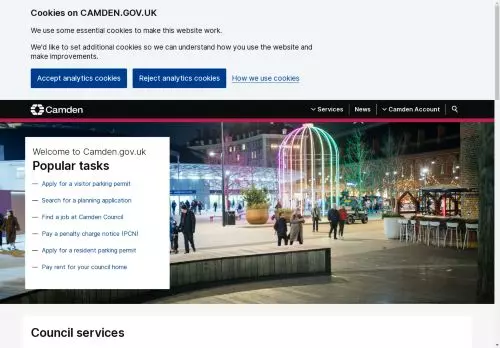 Cookies on CAMDEN.GOV.UK
We use some essential cookies to make this website work.
We'd like to set additional cookies so we can understand how you use the website and
make improvements.
Accept analytics cookies Reject analytics cookies How we use cookies
Camden Services News Camden Account
Welcome to Camden.gov.uk
Popular tasks
— Apply for a visitor parking permit
— Search for a planning application
— Find a job at Camden Council
— Pay a penalty charge notice (PCN)
— Apply for a resident parking permit
— Pay rent for your council home
Council services